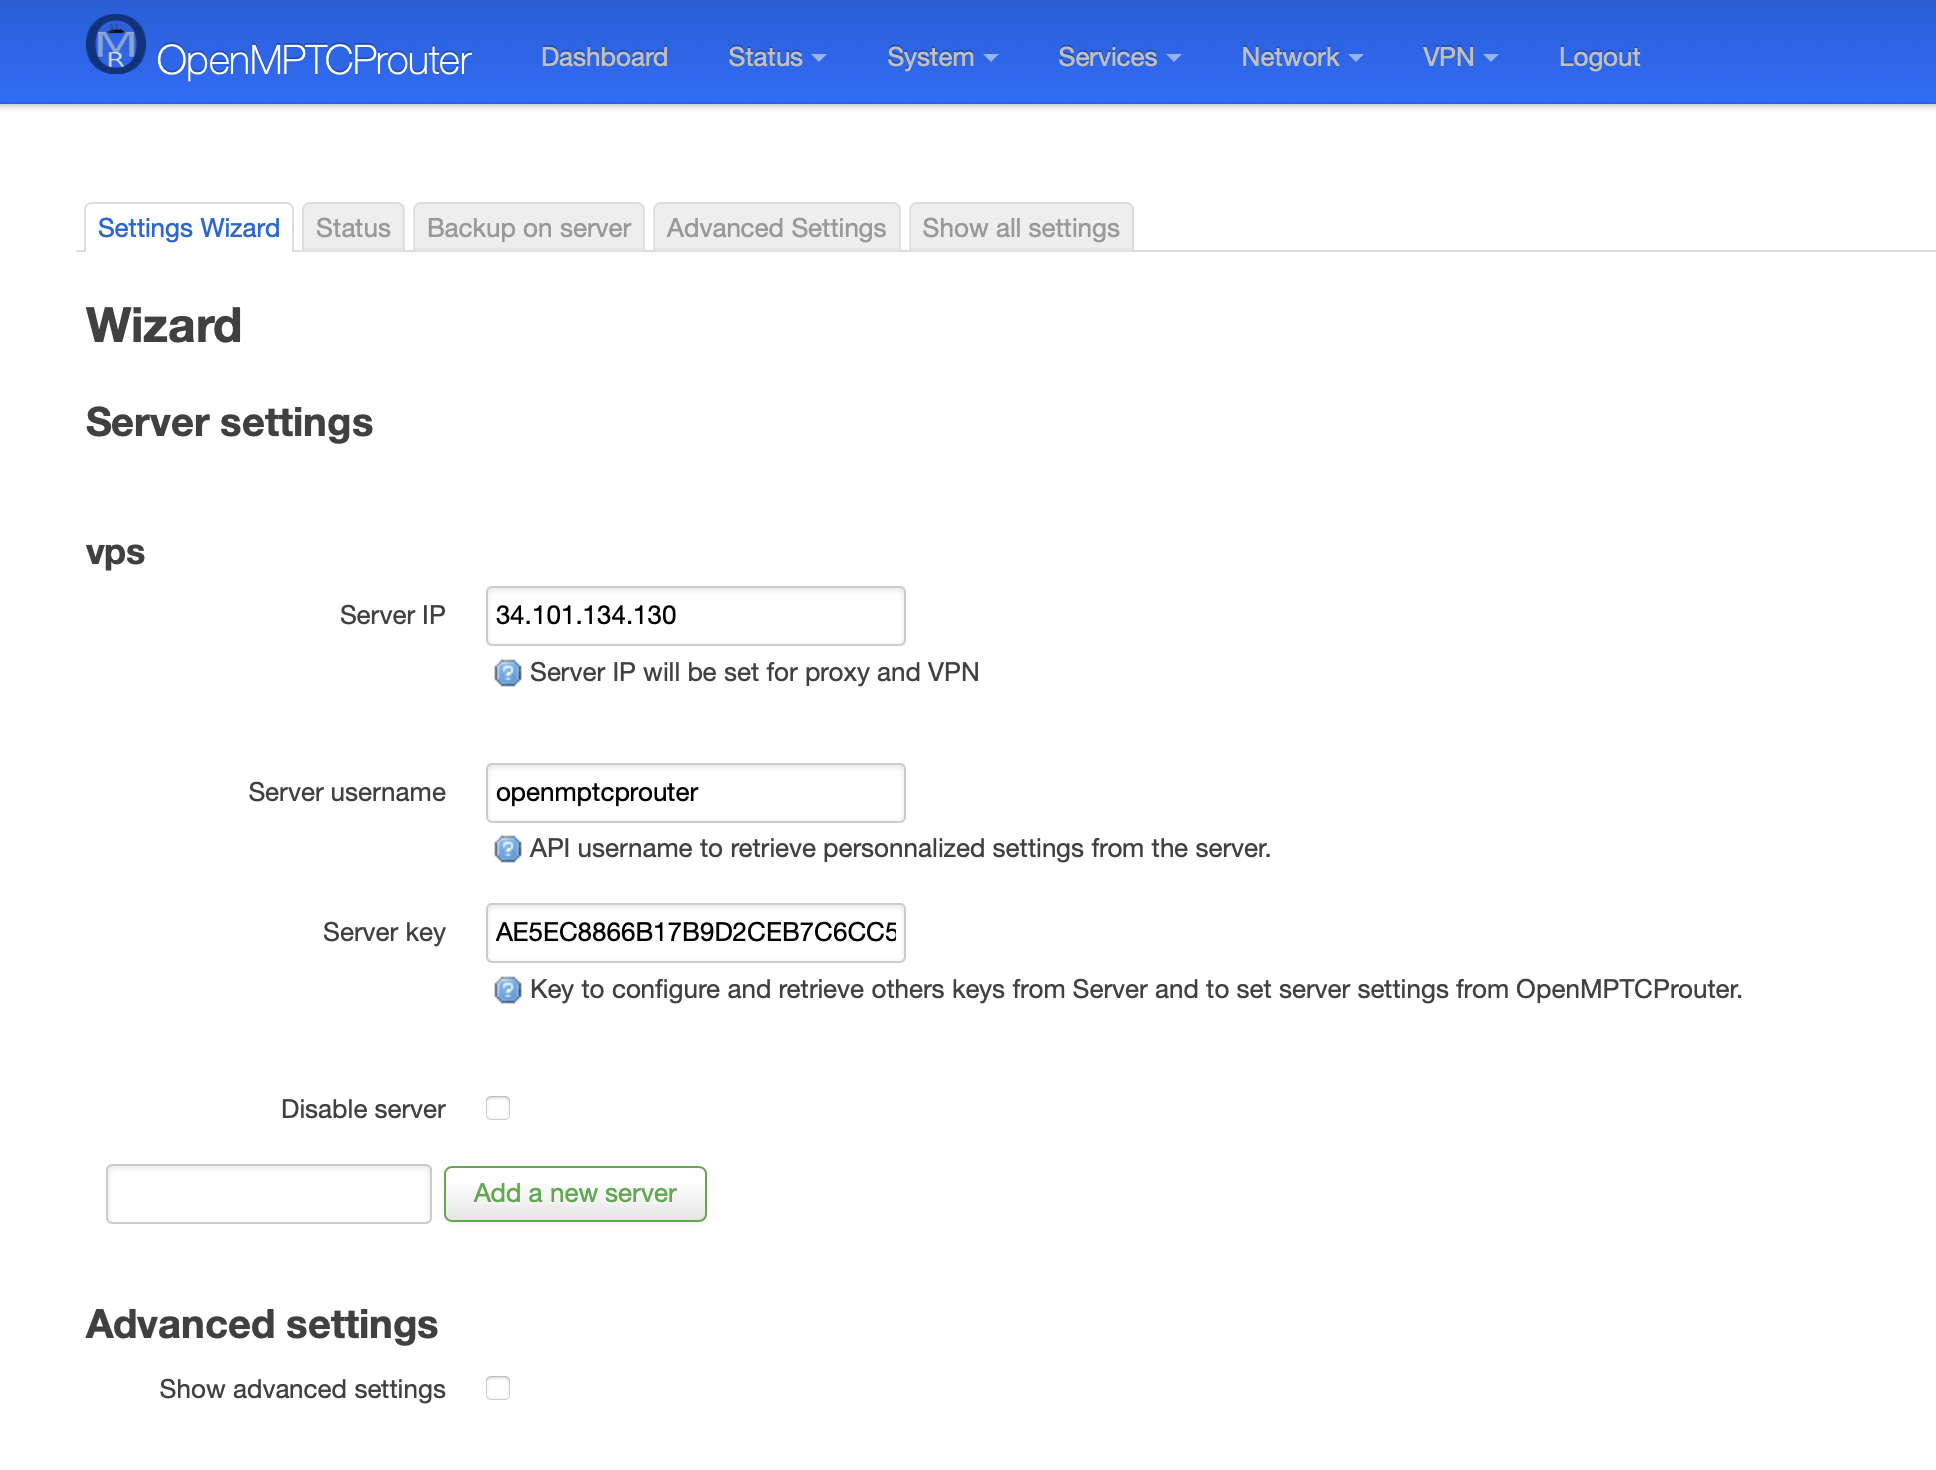 OpenMPTCProuter Dashboard Status System Services Network VPN Logout
Settings Wizard Status Backup on server Advanced Settings Show all settings
Wizard
Server settings
vps
Server IP 34.101.134.130
Server IP will be set for proxy and VPN
Server username openmptcprouter
API username to retrieve personnalized settings from the server.
Server key AE5EC8866B17B9D2CEB7C6CC5
Key to configure and retrieve others keys from Server and to set server settings from OpenMPTCProuter.
Disable server
Add a new server
Advanced settings
Show advanced settings